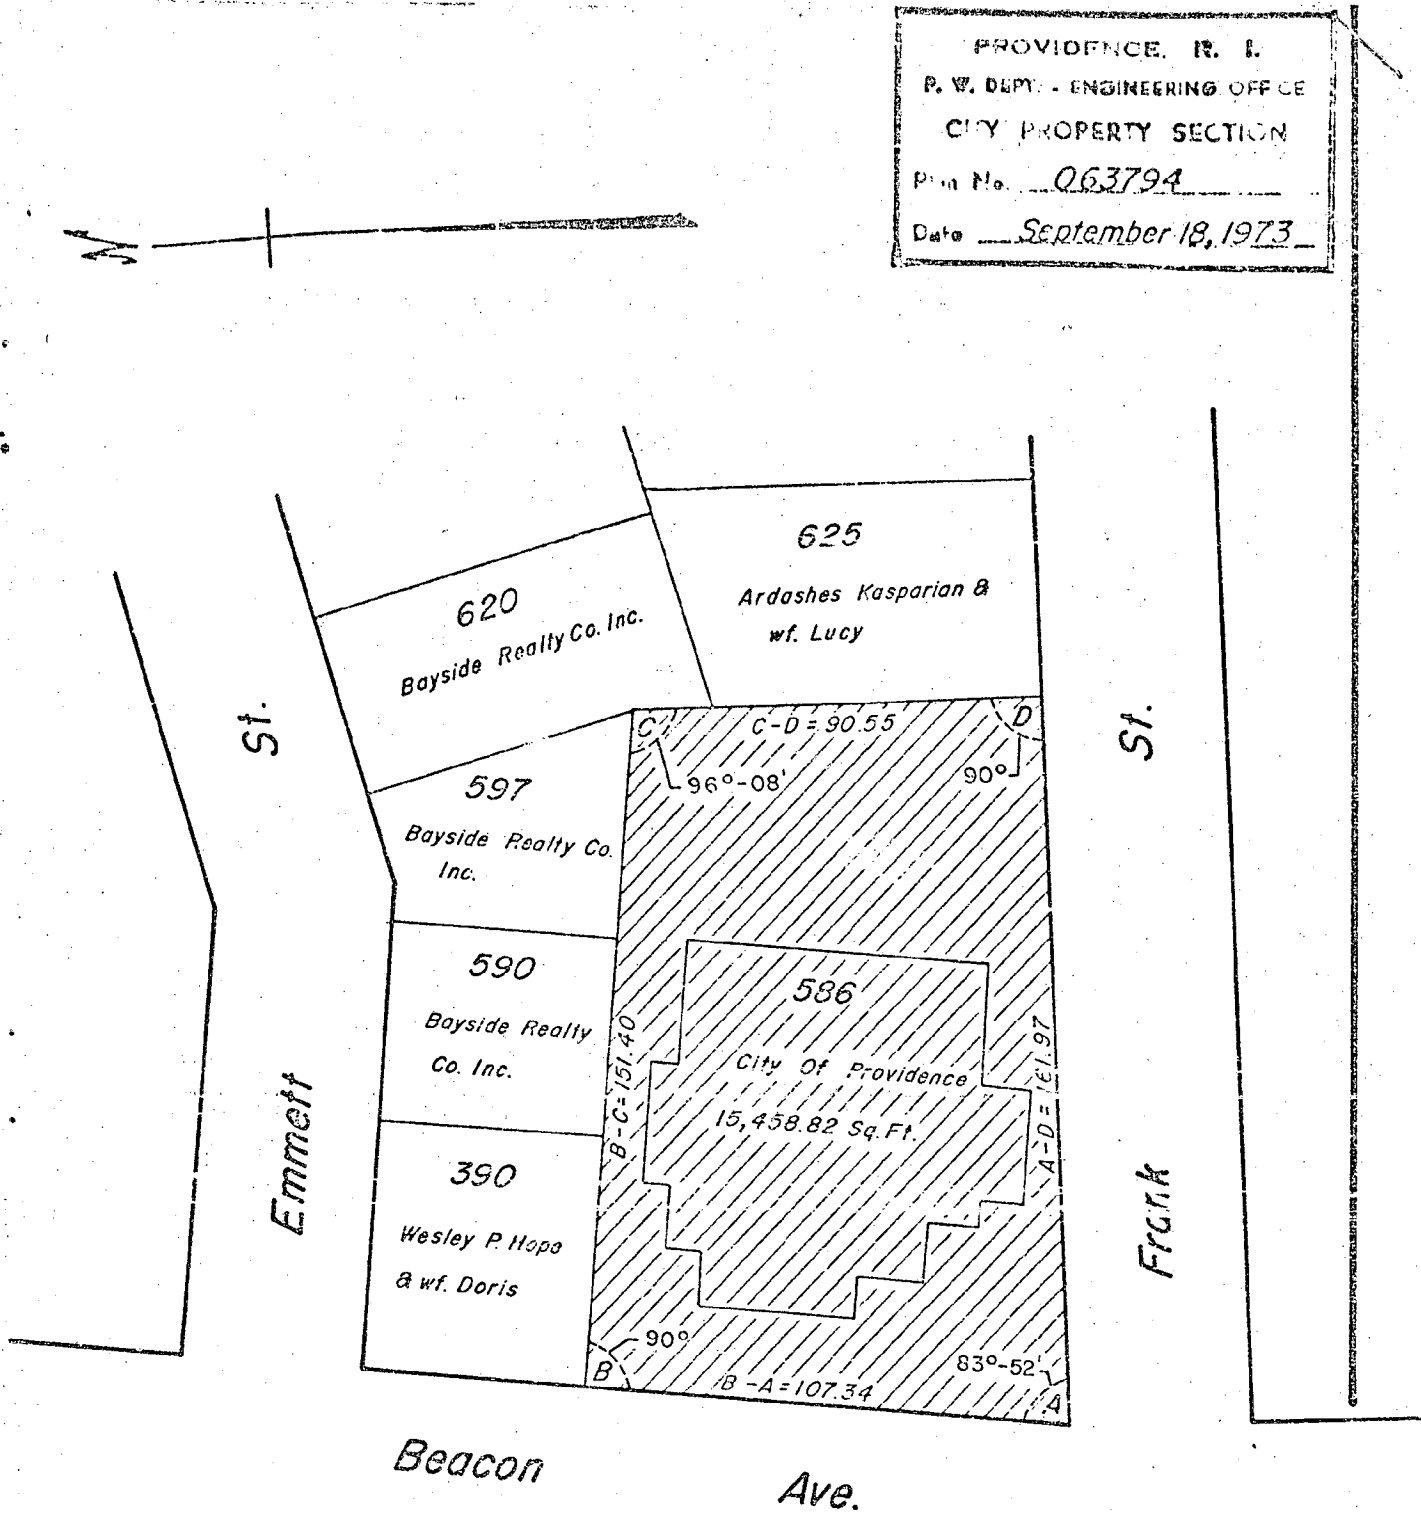 PROVIDENCE, R. I.
P. W. DEPT. - ENGINEERING OFFICE
CITY PROPERTY SECTION
Plan No. 063794
Date September 18, 1973
N
625
Ardashes Kasparian &
wf. Lucy
620
Bayside Realty Co. Inc.
St.
St.
C
C-D = 90.55
D
96°-08'
90°
597
Bayside Realty Co.
Inc.
590
Bayside Realty
Co. Inc.
586
City Of Providence
15,458.82 Sq. Ft.
B-C = 151.40
A-D = 161.97
390
Wesley P. Hope
& wf. Doris
Emmett
Frank
90°
B
B-A = 107.34
83°-52'
A
Beacon
Ave.